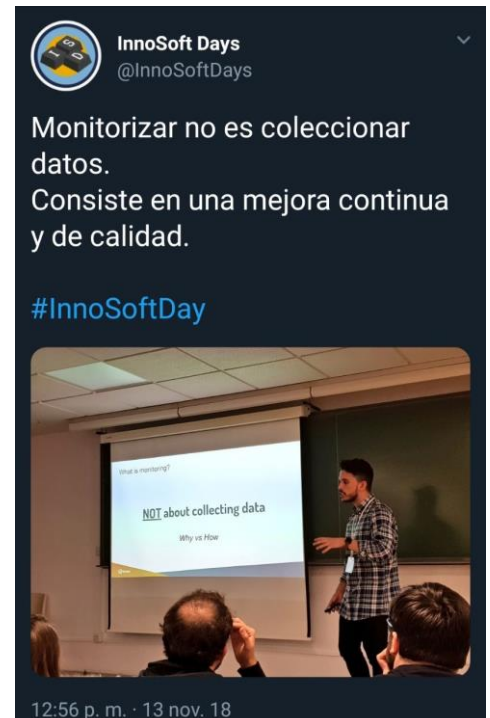 InnoSoft Days
@InnoSoftDays
Monitorizar no es coleccionar
datos.
Consiste en una mejora continua
y de calidad.
#InnoSoftDay
What is monitoring?
NOT about collecting data
Why vs How
12:56 p. m. · 13 nov. 18